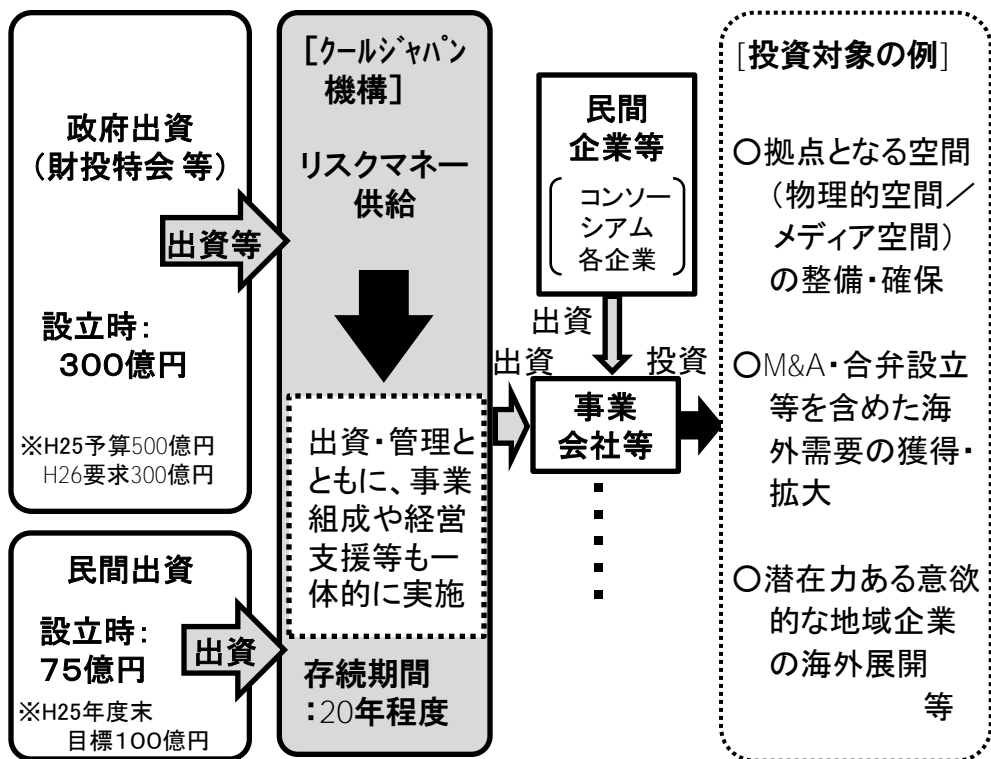 政府出資
(財投特会 等)
出資等
設立時:
300億円
※H25予算500億円
H26要求300億円
民間出資
設立時:
75億円
出資
※H25年度末
目標100億円
[クールジャパン
機構]
リスクマネー
供給
出資・管理と
ともに、事業
組成や経営
支援等も一
体的に実施
存続期間
:20年程度
民間
企業等
コンソー
シアム
各企業
出資
出資
投資
事業
会社等
[投資対象の例]
○拠点となる空間
(物理的空間/
メディア空間)
の整備・確保
○M&A・合弁設立
等を含めた海
外需要の獲得・
拡大
○潜在力ある意欲
的な地域企業
の海外展開
等